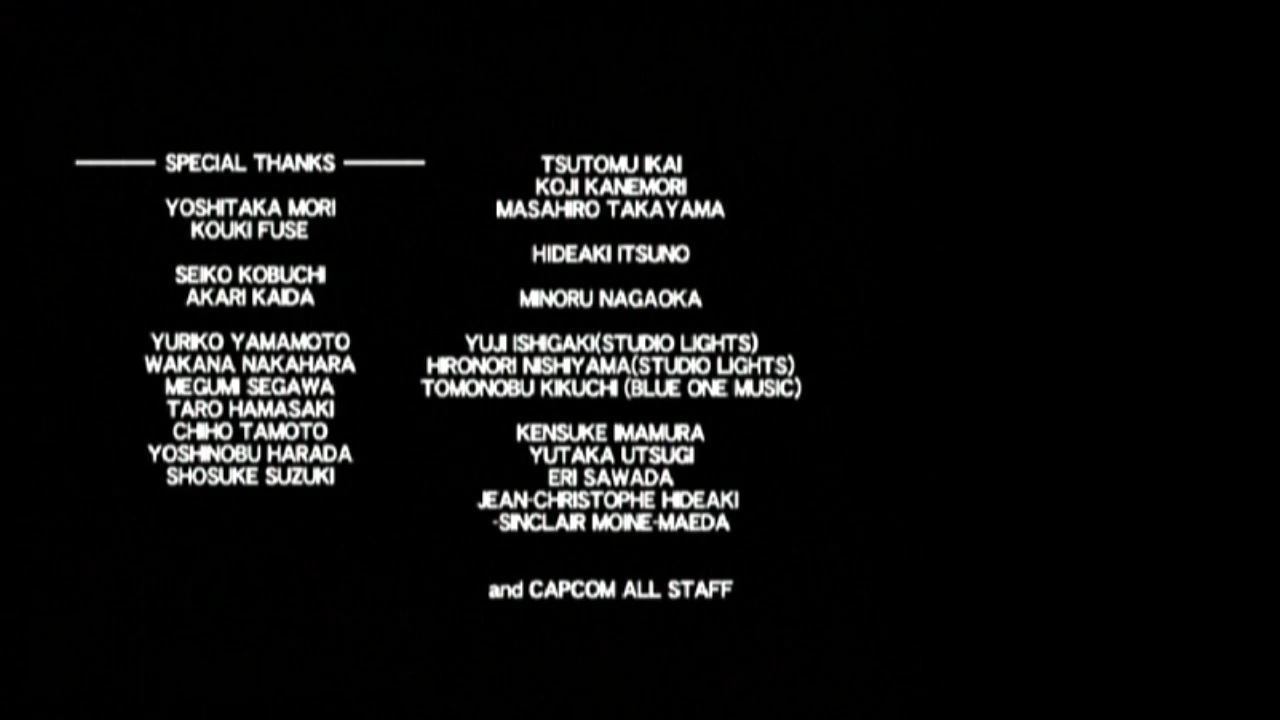 SPECIAL THANKS
YOSHITAKA MORI
KOUKI FUSE
SEIKO KOBUCHI
AKARI KAIDA
YURIKO YAMAMOTO
WAKANA NAKAHARA
MEGUMI SEGAWA
TARO HAMASAKI
CHIHO TAMOTO
YOSHINOBU HARADA
SHOSUKE SUZUKI
TSUTOMU IKAI
KOJI KANEMORI
MASAHIRO TAKAYAMA
HIDEAKI ITSUNO
MINORU NAGAOKA
YUJI ISHIGAKI(STUDIO LIGHTS)
HIRONORI NISHIYAMA(STUDIO LIGHTS)
TOMONOBU KIKUCHI (BLUE ONE MUSIC)
KENSUKE IMAMURA
YUTAKA UTSUGI
ERI SAWADA
JEAN-CHRISTOPHE HIDEAKI
-SINCLAIR MOINE-MAEDA
and CAPCOM ALL STAFF